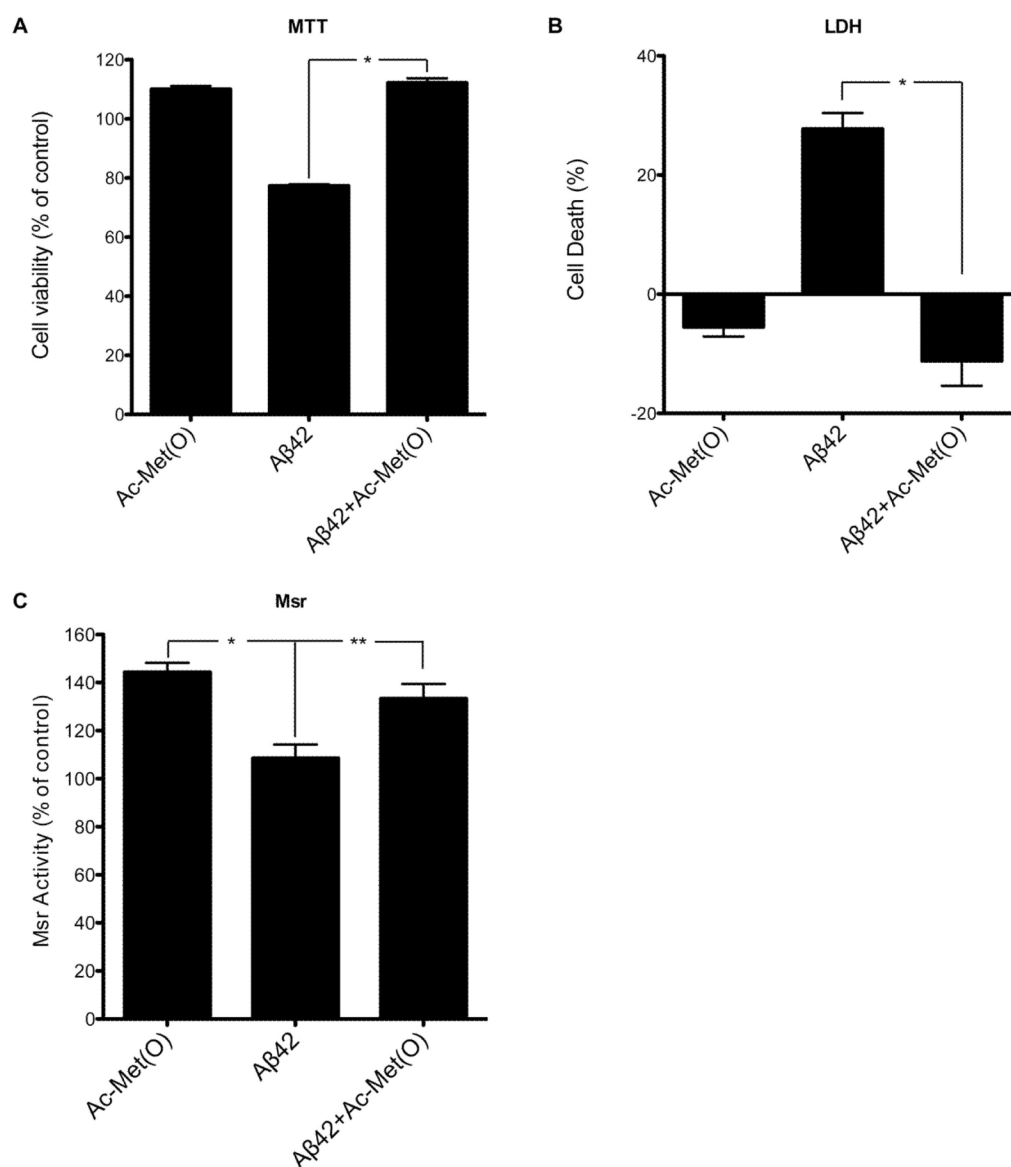 A
MTT
Cell viability (% of control)
120
100
80
60
40
20
0
*
Ac-Met(O)
Aβ42
Aβ42+Ac-Met(O)
B
LDH
Cell Death (%)
40
20
0
-20
*
Ac-Met(O)
Aβ42
Aβ42+Ac-Met(O)
C
Msr
Msr Activity (% of control)
160
140
120
100
80
60
40
20
0
*
**
Ac-Met(O)
Aβ42
Aβ42+Ac-Met(O)